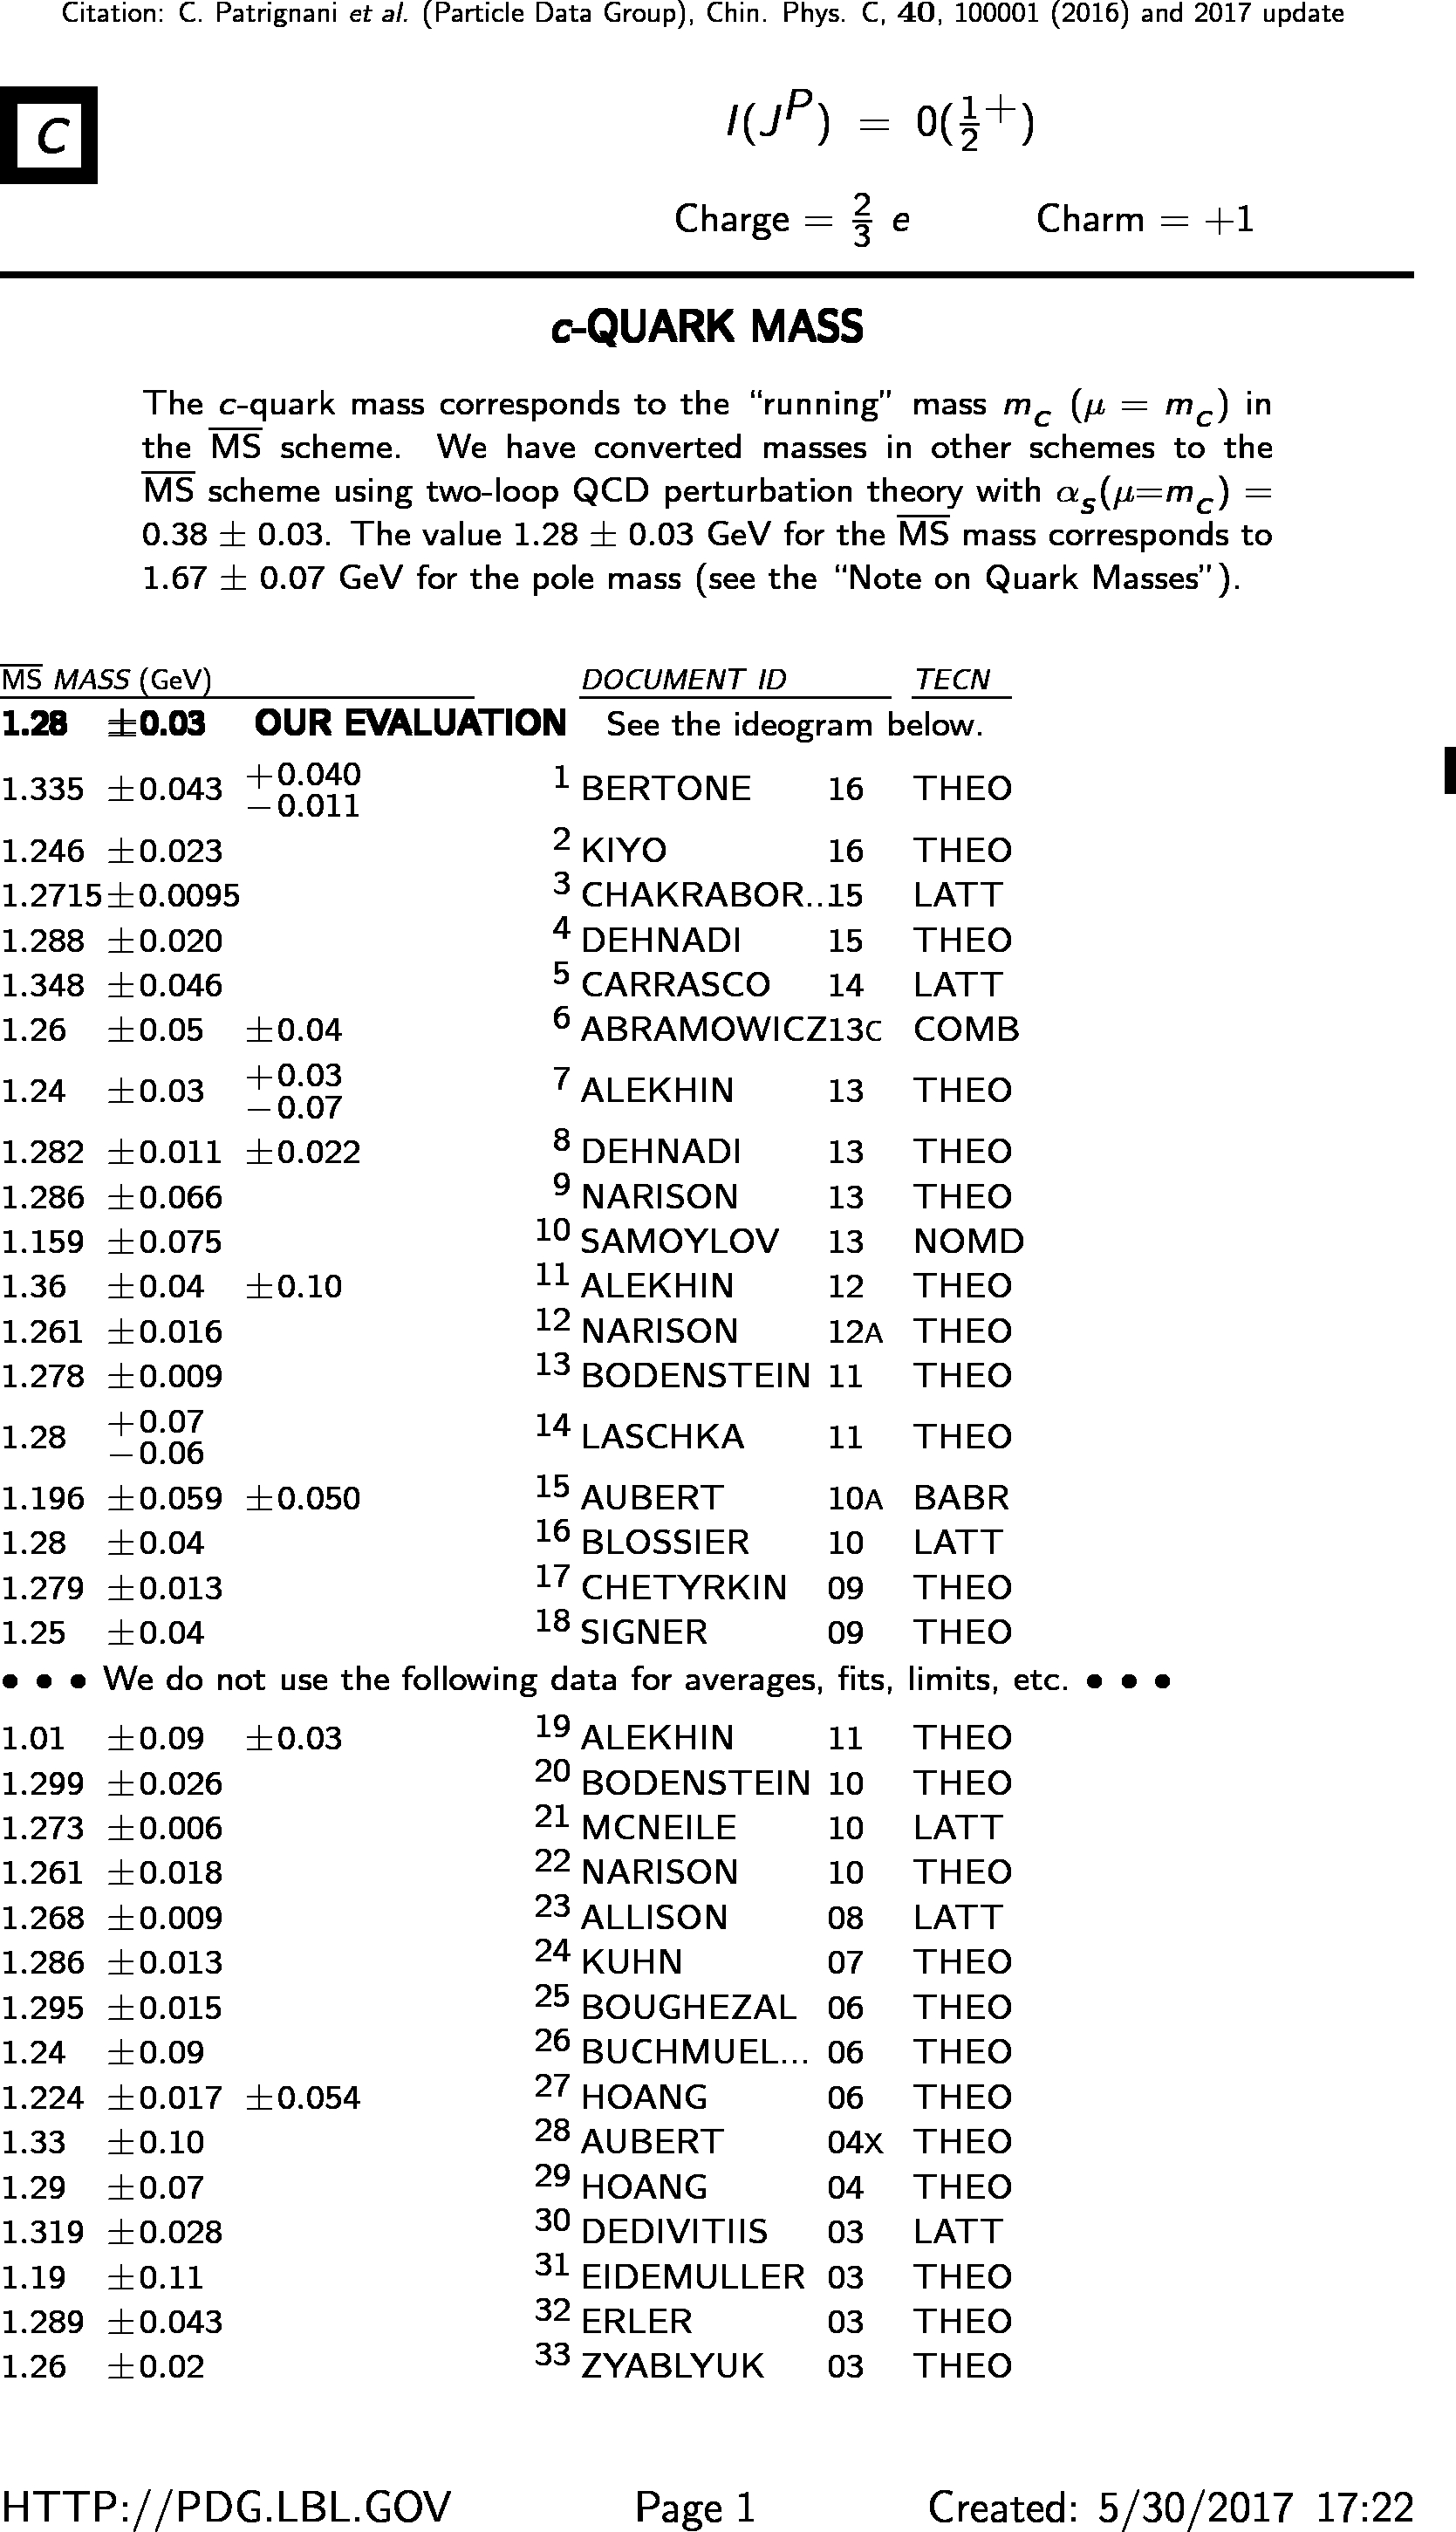 Citation: C. Patrignani et al. (Particle Data Group), Chin. Phys. C, 40, 100001 (2016) and 2017 update
c
I(J^P) = 0(1/2^+)
Charge = 2/3 e Charm = +1
c-QUARK MASS
The c-quark mass corresponds to the “running” mass m_c (μ = m_c) in
the M̅S̅ scheme. We have converted masses in other schemes to the
M̅S̅ scheme using two-loop QCD perturbation theory with α_s(μ=m_c) =
0.38 ± 0.03. The value 1.28 ± 0.03 GeV for the M̅S̅ mass corresponds to
1.67 ± 0.07 GeV for the pole mass (see the “Note on Quark Masses”).
M̅S̅ MASS (GeV) DOCUMENT ID TECN
1.28 ±0.03 OUR EVALUATION See the ideogram below.
1.335 ±0.043 +0.040 −0.011 1 BERTONE 16 THEO
1.246 ±0.023 2 KIYO 16 THEO
1.2715±0.0095 3 CHAKRABOR..15 LATT
1.288 ±0.020 4 DEHNADI 15 THEO
1.348 ±0.046 5 CARRASCO 14 LATT
1.26 ±0.05 ±0.04 6 ABRAMOWICZ13C COMB
1.24 ±0.03 +0.03 −0.07 7 ALEKHIN 13 THEO
1.282 ±0.011 ±0.022 8 DEHNADI 13 THEO
1.286 ±0.066 9 NARISON 13 THEO
1.159 ±0.075 10 SAMOYLOV 13 NOMD
1.36 ±0.04 ±0.10 11 ALEKHIN 12 THEO
1.261 ±0.016 12 NARISON 12A THEO
1.278 ±0.009 13 BODENSTEIN 11 THEO
1.28 +0.07 −0.06 14 LASCHKA 11 THEO
1.196 ±0.059 ±0.050 15 AUBERT 10A BABR
1.28 ±0.04 16 BLOSSIER 10 LATT
1.279 ±0.013 17 CHETYRKIN 09 THEO
1.25 ±0.04 18 SIGNER 09 THEO
• • • We do not use the following data for averages, fits, limits, etc. • • •
1.01 ±0.09 ±0.03 19 ALEKHIN 11 THEO
1.299 ±0.026 20 BODENSTEIN 10 THEO
1.273 ±0.006 21 MCNEILE 10 LATT
1.261 ±0.018 22 NARISON 10 THEO
1.268 ±0.009 23 ALLISON 08 LATT
1.286 ±0.013 24 KUHN 07 THEO
1.295 ±0.015 25 BOUGHEZAL 06 THEO
1.24 ±0.09 26 BUCHMUEL... 06 THEO
1.224 ±0.017 ±0.054 27 HOANG 06 THEO
1.33 ±0.10 28 AUBERT 04X THEO
1.29 ±0.07 29 HOANG 04 THEO
1.319 ±0.028 30 DEDIVITIIS 03 LATT
1.19 ±0.11 31 EIDEMULLER 03 THEO
1.289 ±0.043 32 ERLER 03 THEO
1.26 ±0.02 33 ZYABLYUK 03 THEO
HTTP://PDG.LBL.GOV Page 1 Created: 5/30/2017 17:22